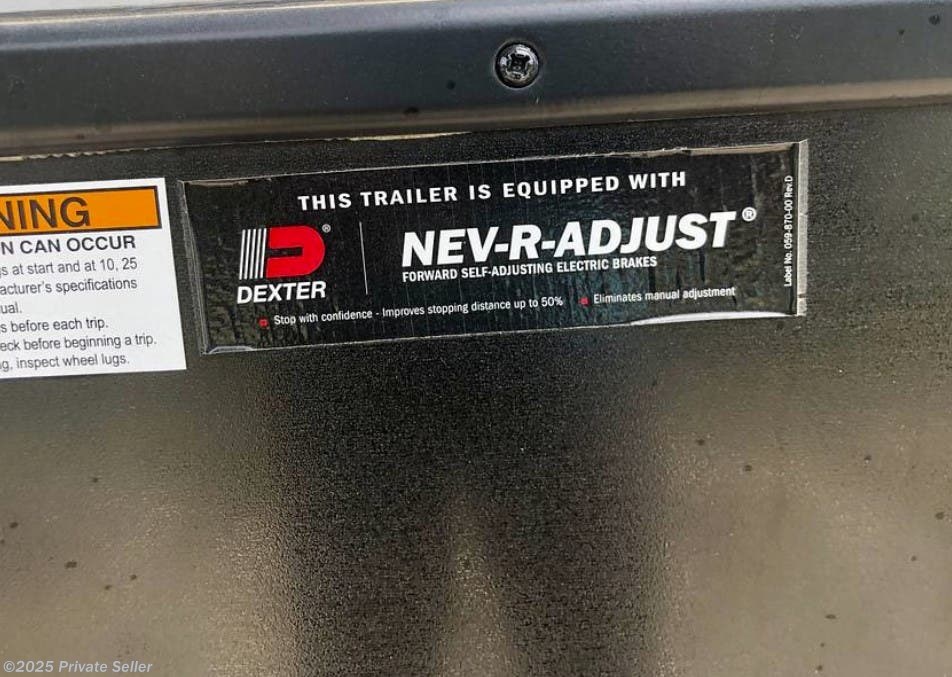 NING
N CAN OCCUR
gs at start and at 10, 25
acturer's specifications
ual.
s before each trip.
eck before beginning a trip.
g, inspect wheel lugs.
THIS TRAILER IS EQUIPPED WITH
DEXTER®
NEV-R-ADJUST®
FORWARD SELF-ADJUSTING ELECTRIC BRAKES
Stop with confidence - Improves stopping distance up to 50%
Eliminates manual adjustment
Label No. 059-870-00 Rev.D
©2025 Private Seller